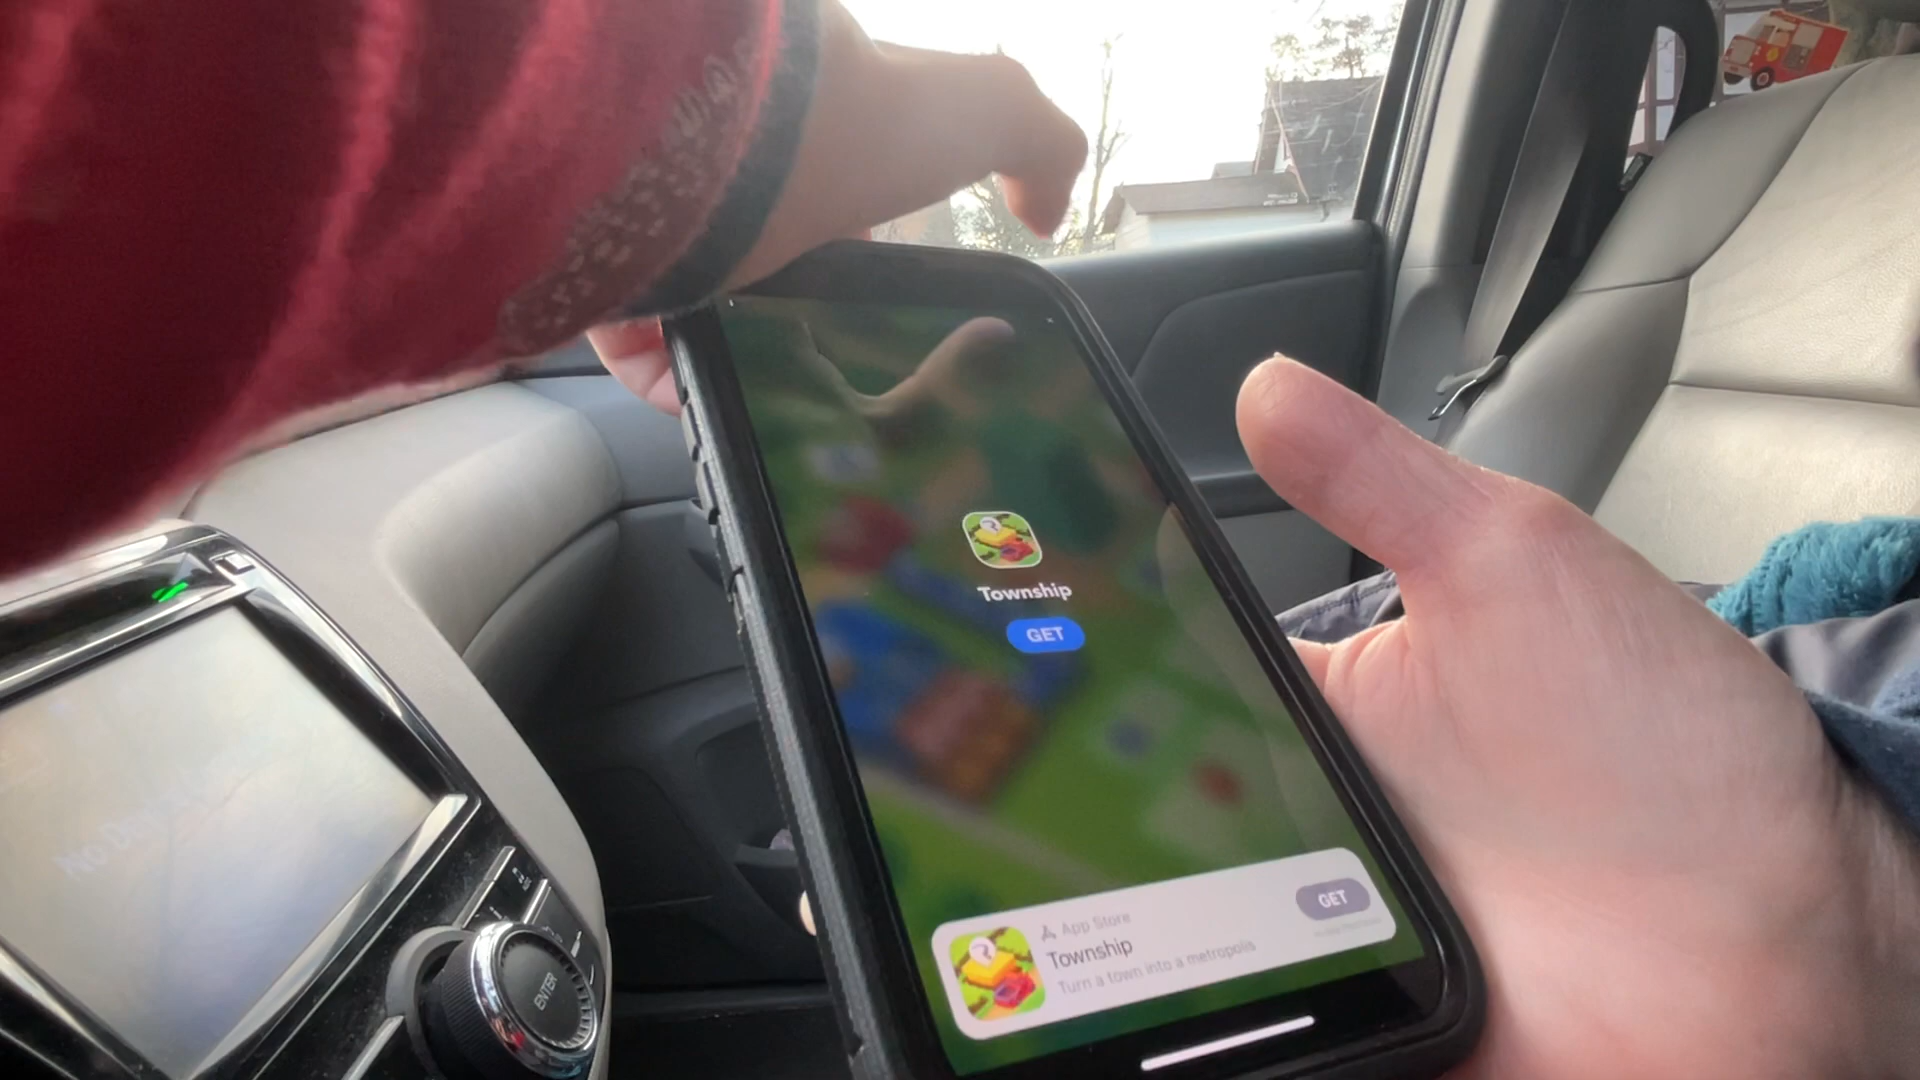 Township
GET
App Store
Township
Turn a town into a metropolis
GET
ENTER